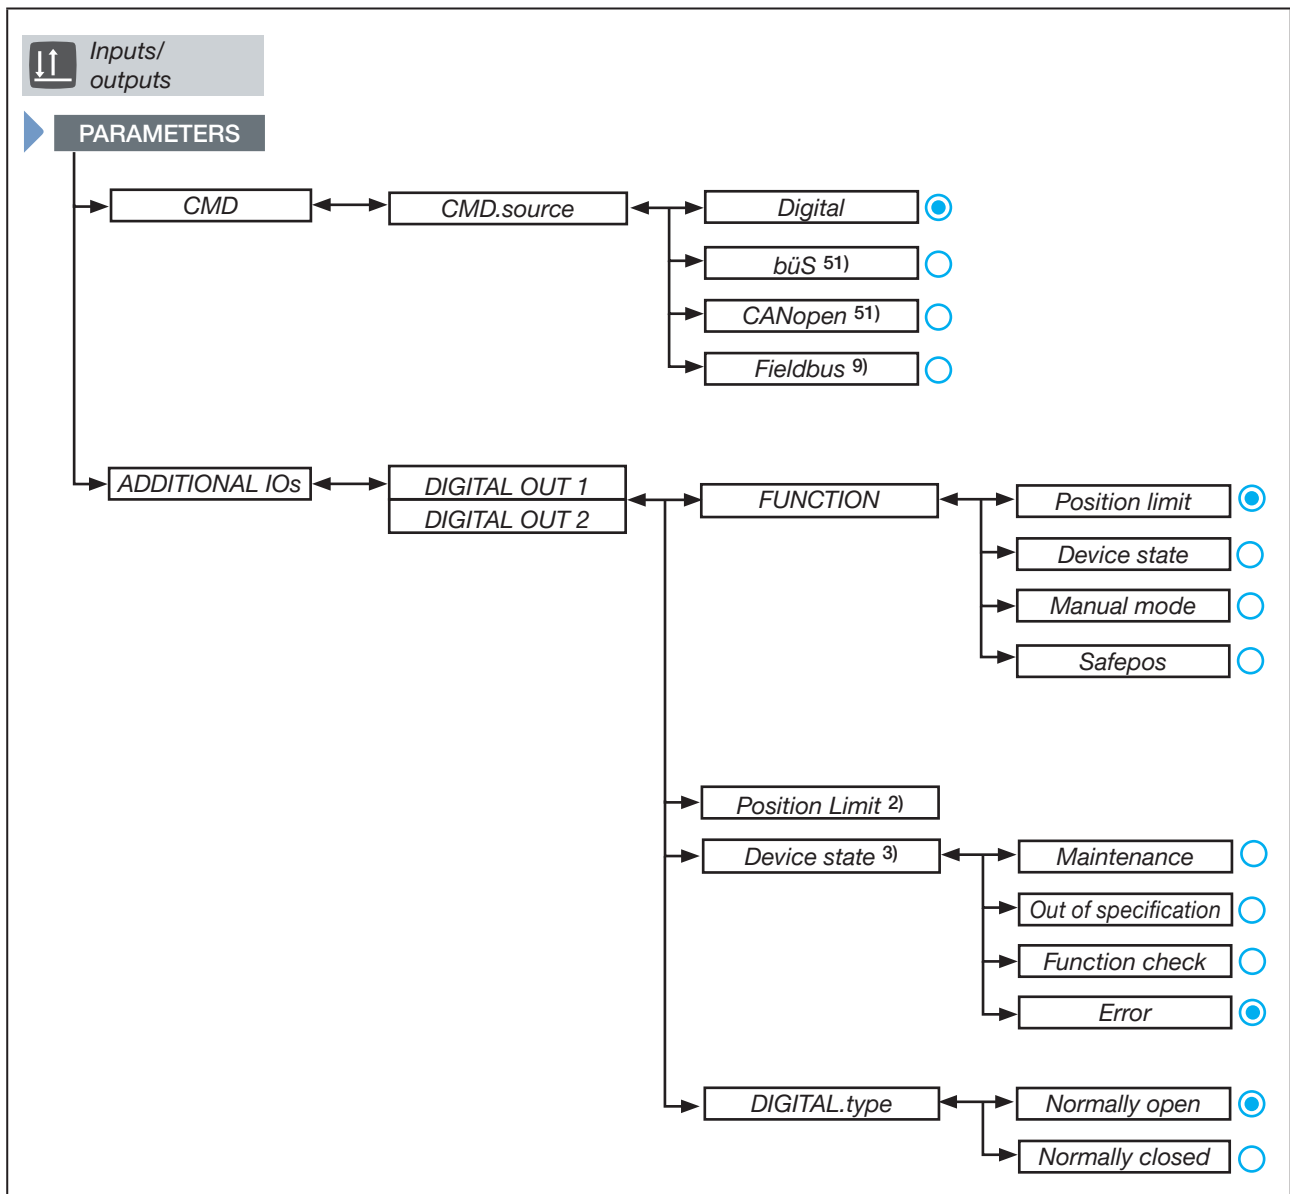 Inputs/
outputs
PARAMETERS
CMD
CMD.source
Digital
büS 51)
CANopen 51)
Fieldbus 9)
ADDITIONAL IOs
DIGITAL OUT 1
DIGITAL OUT 2
FUNCTION
Position limit
Device state
Manual mode
Safepos
Position Limit 2)
Device state 3)
Maintenance
Out of specification
Function check
Error
DIGITAL.type
Normally open
Normally closed